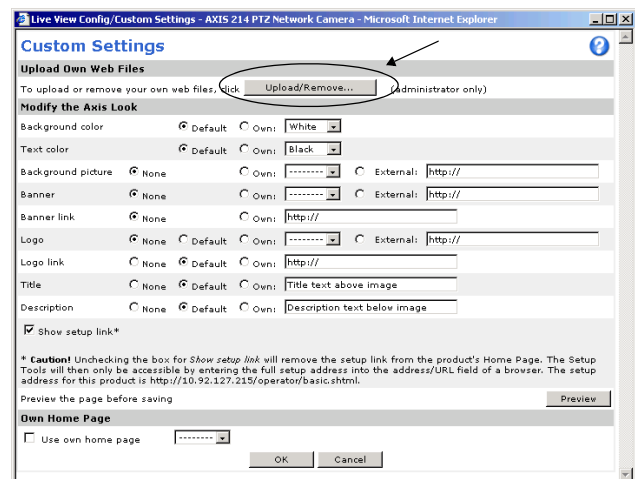 Live View Config/Custom Settings - AXIS 214 PTZ Network Camera - Microsoft Internet Explorer
Custom Settings
?
Upload Own Web Files
To upload or remove your own web files, click Upload/Remove... (administrator only)
Modify the Axis Look
Background color Default Own: White
Text color Default Own: Black
Background picture None Own: -------- External: http://
Banner None Own: -------- External: http://
Banner link None Own: http://
Logo None Default Own: -------- External: http://
Logo link None Default Own: http://
Title None Default Own: Title text above image
Description None Default Own: Description text below image
Show setup link*
* Caution! Unchecking the box for Show setup link will remove the setup link from the product's Home Page. The Setup
Tools will then only be accessible by entering the full setup address into the address/URL field of a browser. The setup
address for this product is http://10.92.127.215/operator/basic.shtml.
Preview the page before saving Preview
Own Home Page
Use own home page --------
OK Cancel